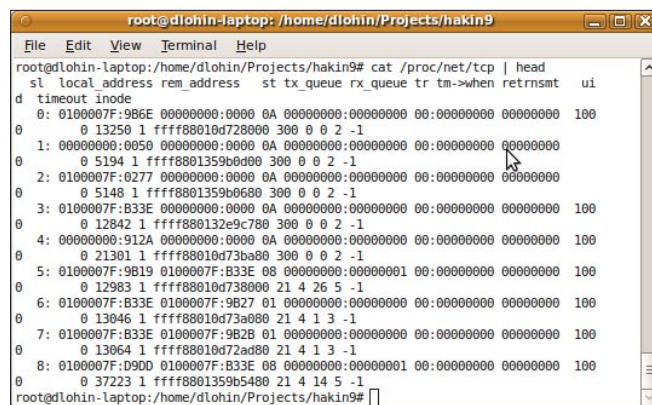 root@dlohin-laptop: /home/dlohin/Projects/hakin9
File Edit View Terminal Help
root@dlohin-laptop:/home/dlohin/Projects/hakin9# cat /proc/net/tcp | head
  sl  local_address rem_address   st tx_queue rx_queue tr tm->when retrnsmt   ui
d  timeout inode
   0: 0100007F:9B6E 00000000:0000 0A 00000000:00000000 00:00000000 00000000  100
0        0 13250 1 ffff88010d728000 300 0 0 2 -1
   1: 00000000:0050 00000000:0000 0A 00000000:00000000 00:00000000 00000000
0        0 5194 1 ffff8801359b0d00 300 0 0 2 -1
   2: 0100007F:0277 00000000:0000 0A 00000000:00000000 00:00000000 00000000
0        0 5148 1 ffff8801359b0680 300 0 0 2 -1
   3: 0100007F:B33E 00000000:0000 0A 00000000:00000000 00:00000000 00000000  100
0        0 12842 1 ffff880132e9c780 300 0 0 2 -1
   4: 00000000:912A 00000000:0000 0A 00000000:00000000 00:00000000 00000000  100
0        0 21301 1 ffff88010d73ba80 300 0 0 2 -1
   5: 0100007F:9B19 0100007F:B33E 08 00000000:00000001 00:00000000 00000000  100
0        0 12983 1 ffff88010d738000 21 4 26 5 -1
   6: 0100007F:B33E 0100007F:9B27 01 00000000:00000000 00:00000000 00000000  100
0        0 13046 1 ffff88010d73a080 21 4 1 3 -1
   7: 0100007F:B33E 0100007F:9B2B 01 00000000:00000000 00:00000000 00000000  100
0        0 13064 1 ffff88010d72ad80 21 4 1 3 -1
   8: 0100007F:D9DD 0100007F:B33E 08 00000000:00000001 00:00000000 00000000  100
0        0 37223 1 ffff8801359b5480 21 4 14 5 -1
root@dlohin-laptop:/home/dlohin/Projects/hakin9#